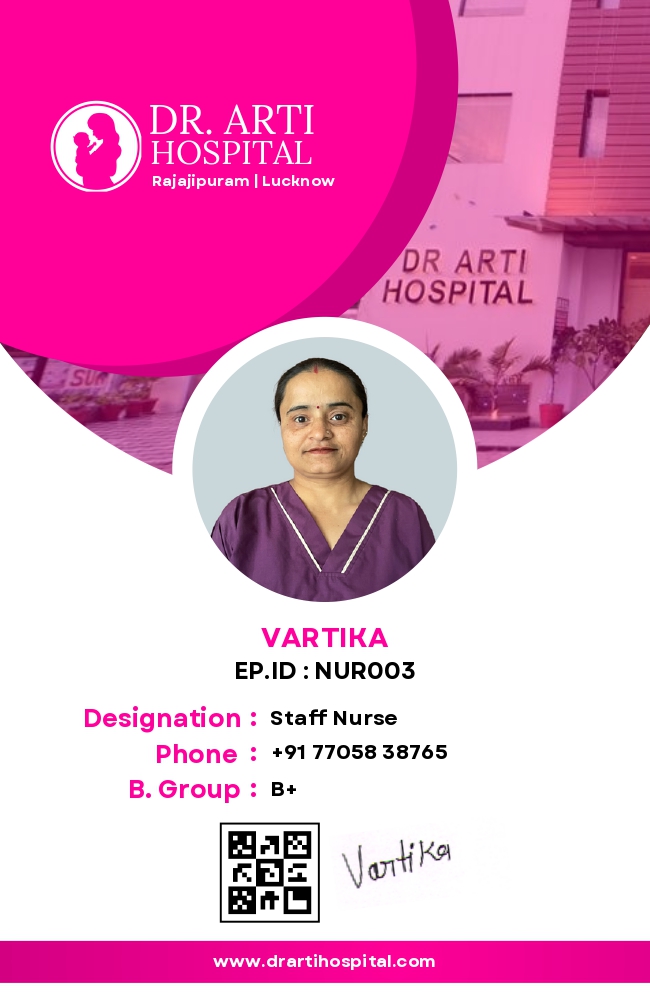 DR. ARTI
HOSPITAL
Rajajipuram | Lucknow
DR ARTI
HOSPITAL
SUR
VARTIKA
EP.ID : NUR003
Designation : Staff Nurse
Phone : +91 77058 38765
B. Group : B+
Vartika
www.drartihospital.com